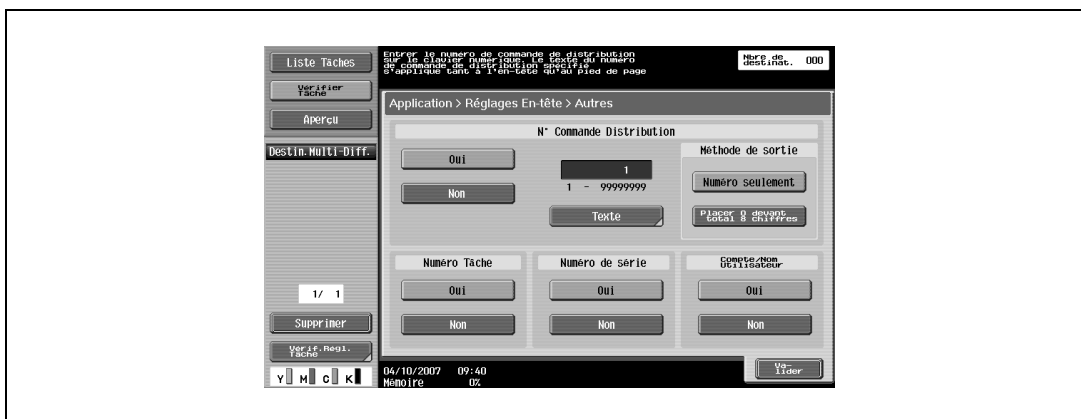 Liste Tâches
Vérifier
Tâche
Aperçu
Destin.Multi-Diff.
1/ 1
Supprimer
Vérif.Régl.
Tâche
Y M C K
Entrer le numéro de commande de distribution
sur le clavier numérique. Le texte du numéro
de commande de distribution spécifié
s'applique tant à l'en-tête qu'au pied de page
Nbre de
destinat. 000
Application > Réglages En-tête > Autres
N° Commande Distribution
Oui
Non
1
1 - 99999999
Texte
Méthode de sortie
Numéro seulement
Placer 0 devant
total 8 chiffres
Numéro Tâche
Oui
Non
Numéro de série
Oui
Non
Compte/Nom
Utilisateur
Oui
Non
04/10/2007 09:40
Mémoire 0%
Va-
lider